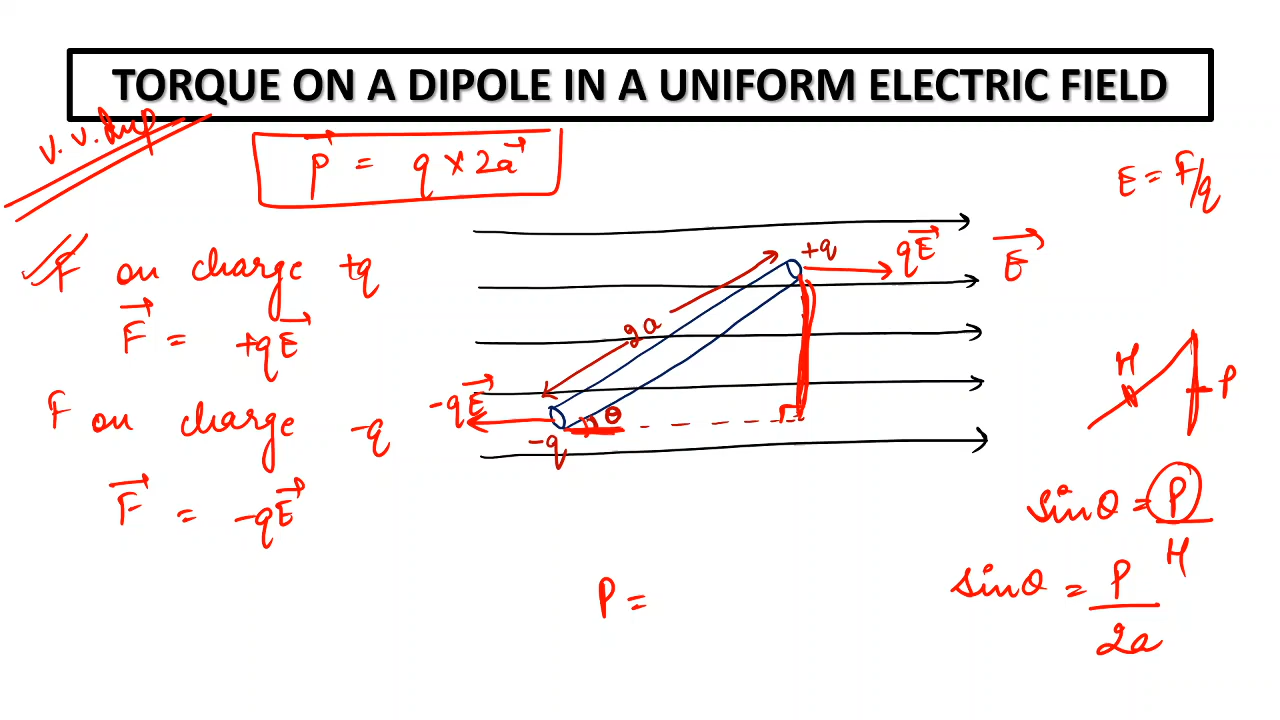 TORQUE ON A DIPOLE IN A UNIFORM ELECTRIC FIELD
V. V. Imp
P⃗ = q × 2a⃗
E = F/q
F on charge +q
F⃗ = +qE⃗
F on charge -q
F⃗ = -qE⃗
+q
qE⃗
E⃗
2a
-qE⃗
θ
-q
H
P
sinθ = P/H
sinθ = P/2a
P =